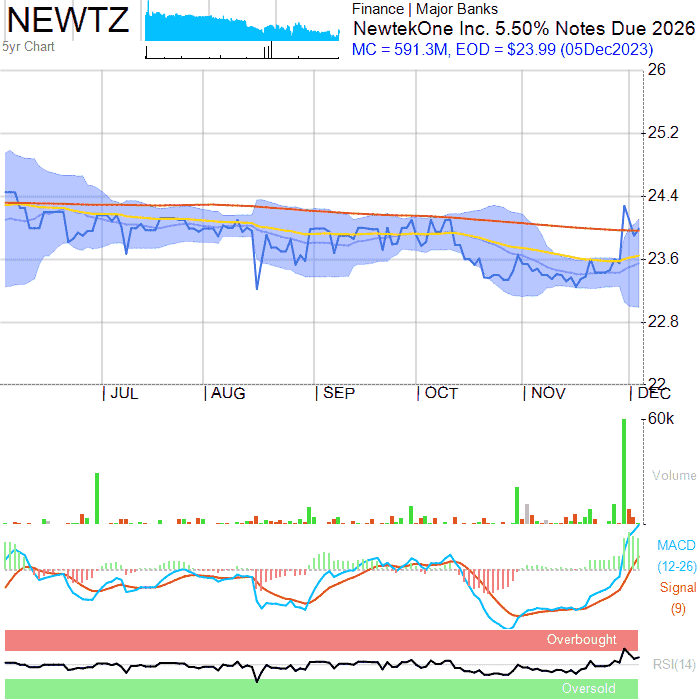 NEWTZ
5yr Chart
Finance | Major Banks
NewtekOne Inc. 5.50% Notes Due 2026
MC = 591.3M, EOD = $23.99 (05Dec2023)
26
25.2
24.4
23.6
22.8
22
JUL AUG SEP OCT NOV DEC
60k
Volume
MACD
(12-26)
Signal
(9)
Overbought
RSI(14)
Oversold